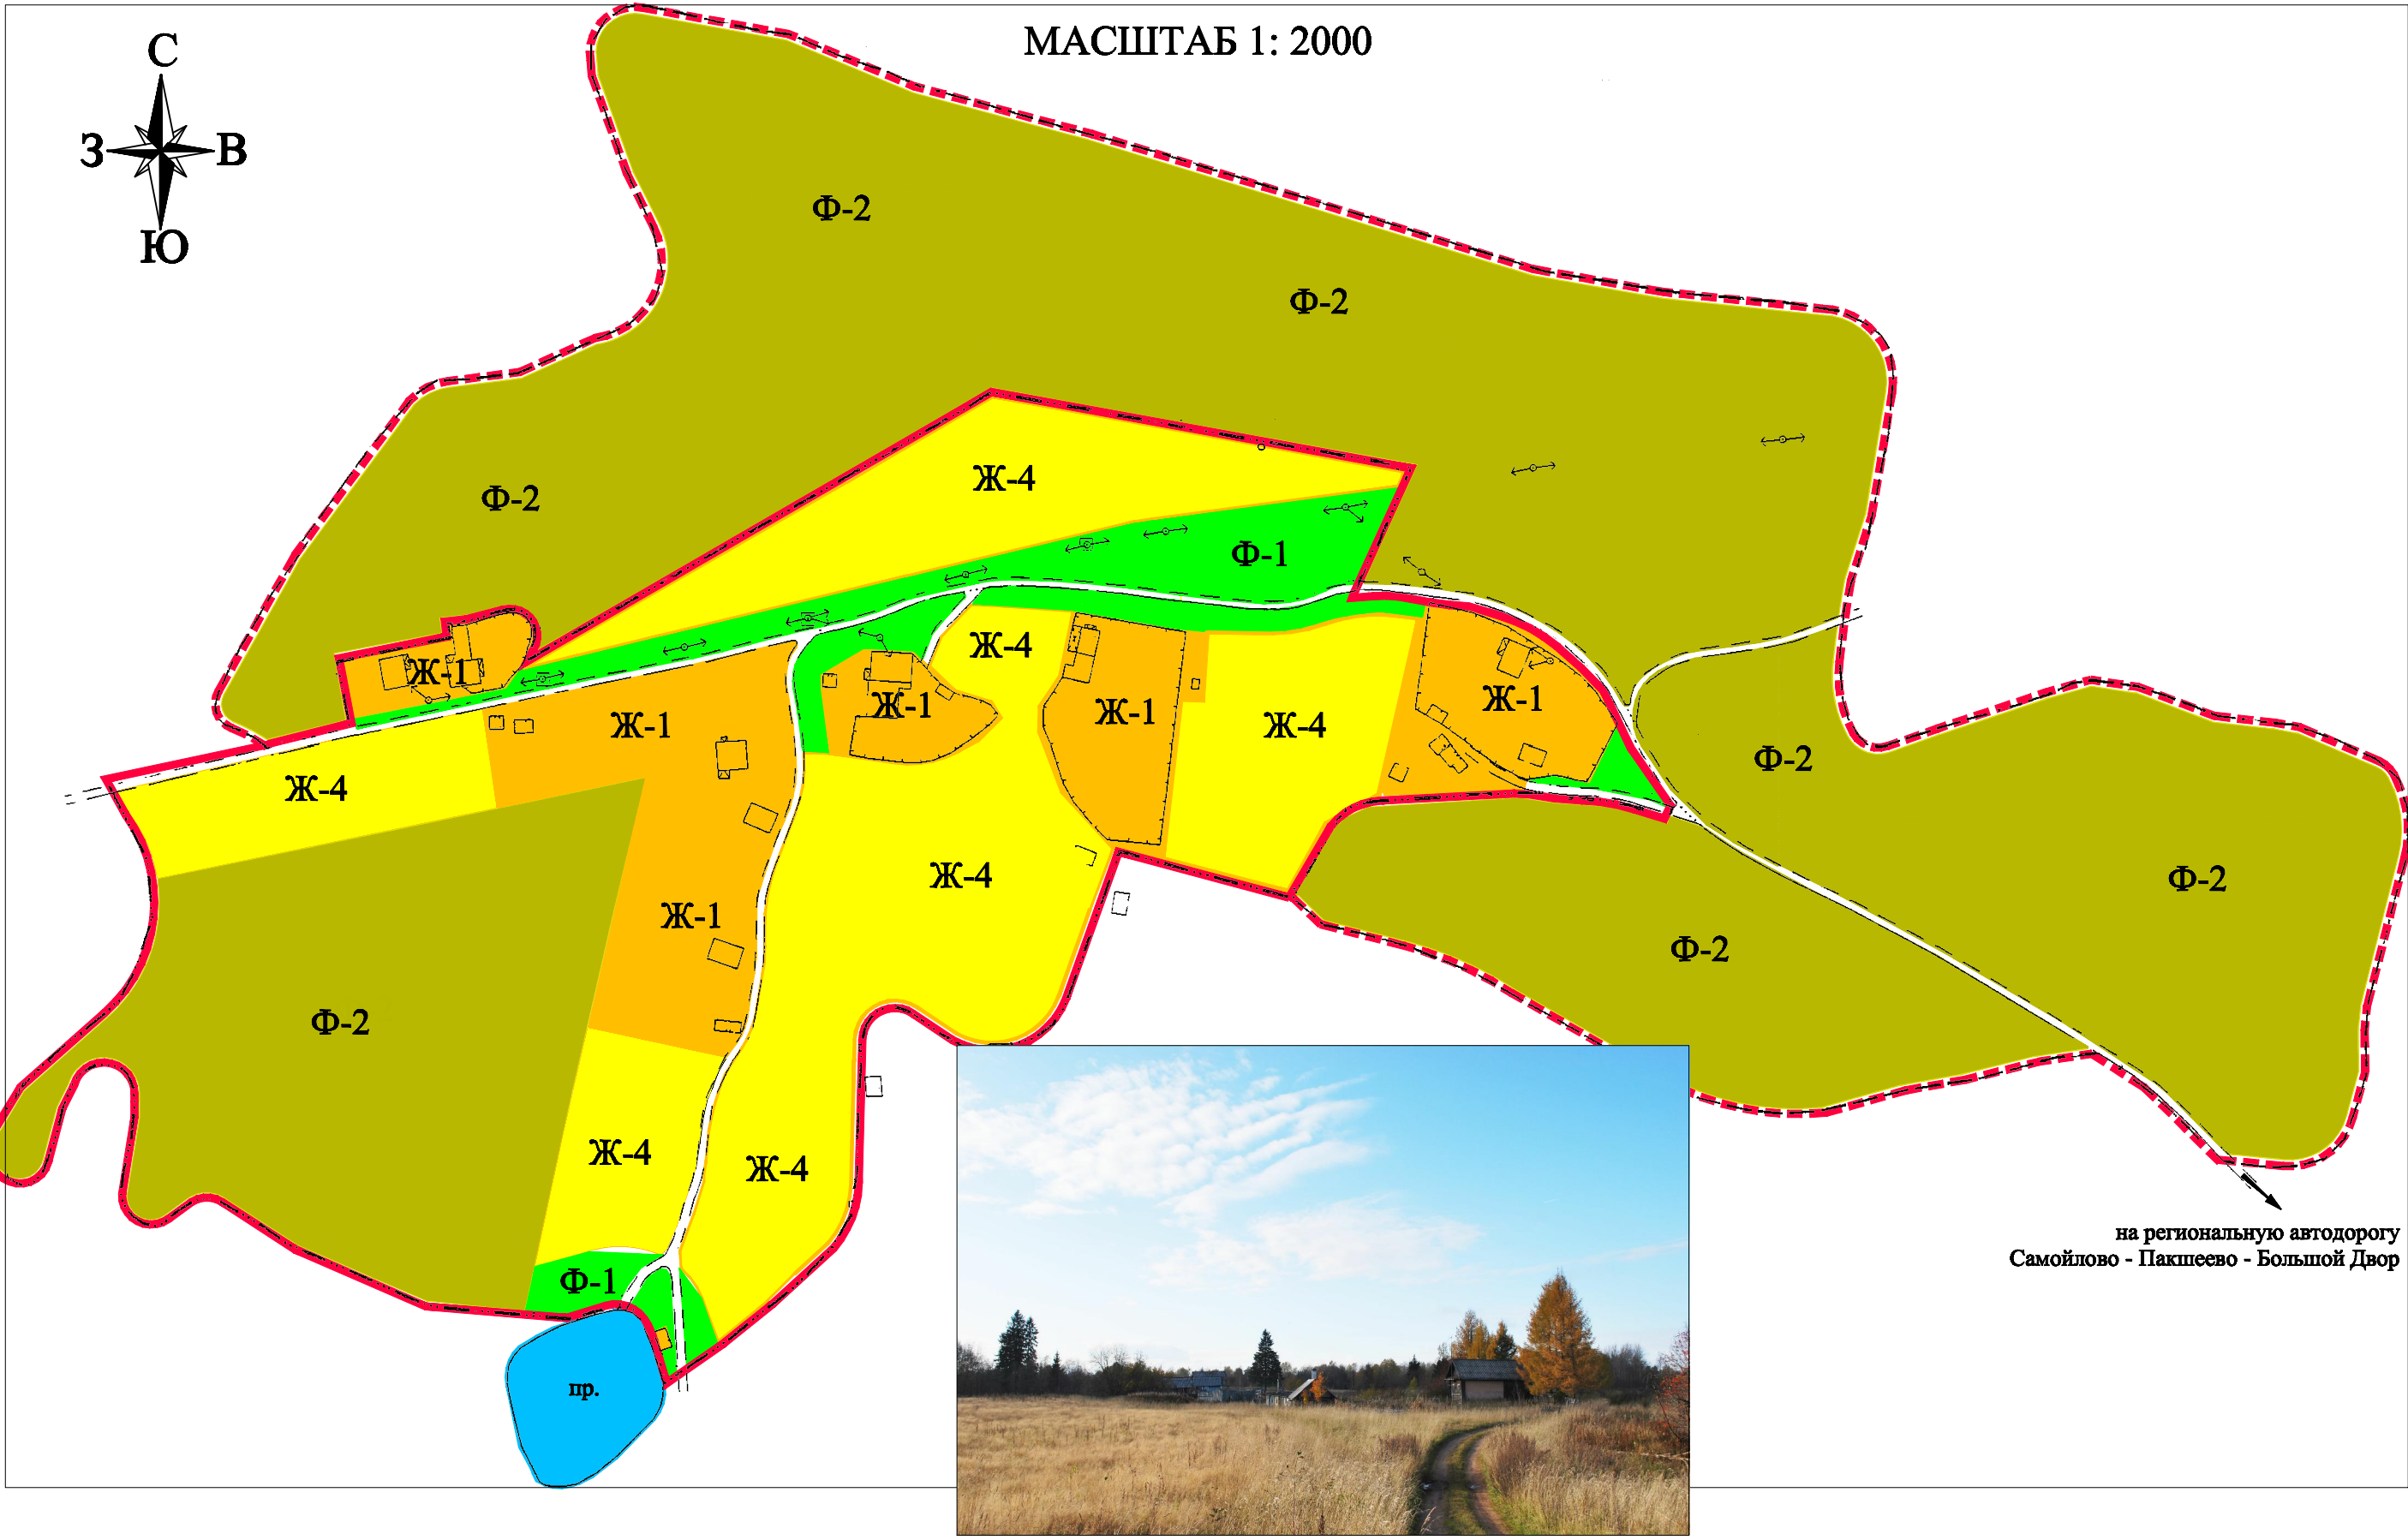 МАСШТАБ 1: 2000
С
З
В
Ю
Ф-2
Ф-2
Ф-2
Ж-4
Ф-1
Ж-4
Ж-1
Ж-1
Ж-1
Ж-1
Ж-1
Ж-4
Ж-4
Ф-2
Ж-4
Ф-2
Ж-1
Ф-2
Ф-2
Ж-4
Ж-4
на региональную автодорогу
Самойлово - Пакшеево - Большой Двор
Ф-1
пр.